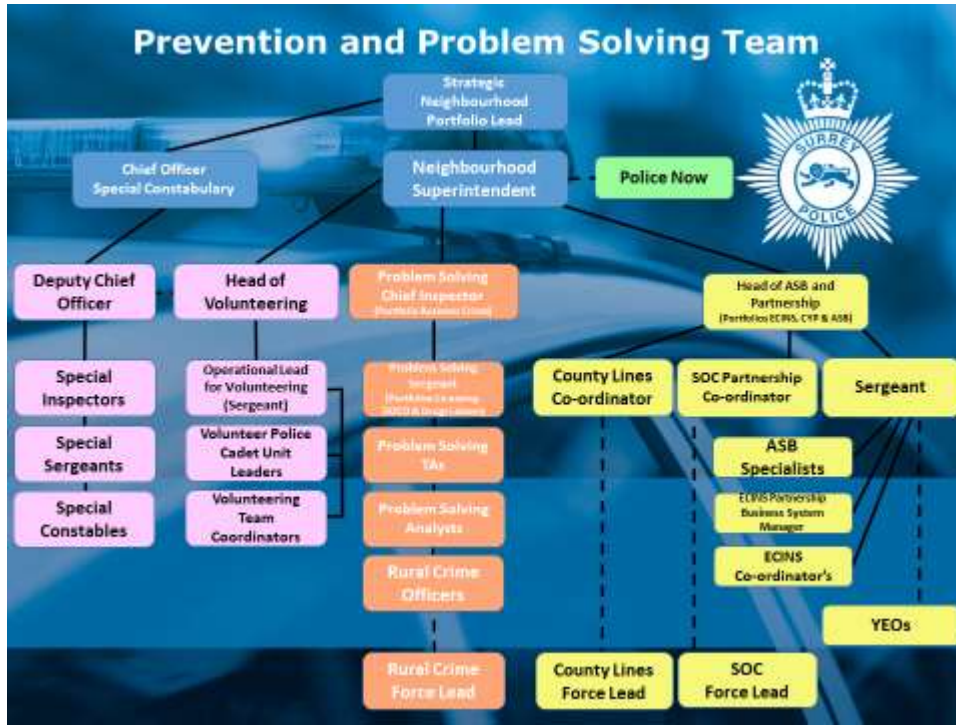 Prevention and Problem Solving Team
Strategic
Neighbourhood
Portfolio Lead
SURREY
POLICE
Chief Officer
Special Constabulary
Neighbourhood
Superintendent
Police Now
Deputy Chief
Officer
Head of
Volunteering
Problem Solving
Chief Inspector
Head of ASB and
Partnership
(Portfolios ECINS, CYP & ASB)
Special
Inspectors
Operational Lead
for Volunteering
(Sergeant)
Problem Solving
Sergeant
County Lines
Co-ordinator
SOC Partnership
Co-ordinator
Sergeant
Special
Sergeants
Volunteer Police
Cadet Unit
Leaders
Problem Solving
TAs
ASB
Specialists
Special
Constables
Volunteering
Team
Coordinators
Problem Solving
Analysts
ECINS Partnership
Business System
Manager
ECINS
Co-ordinator's
Rural Crime
Officers
YEOs
Rural Crime
Force Lead
County Lines
Force Lead
SOC
Force Lead